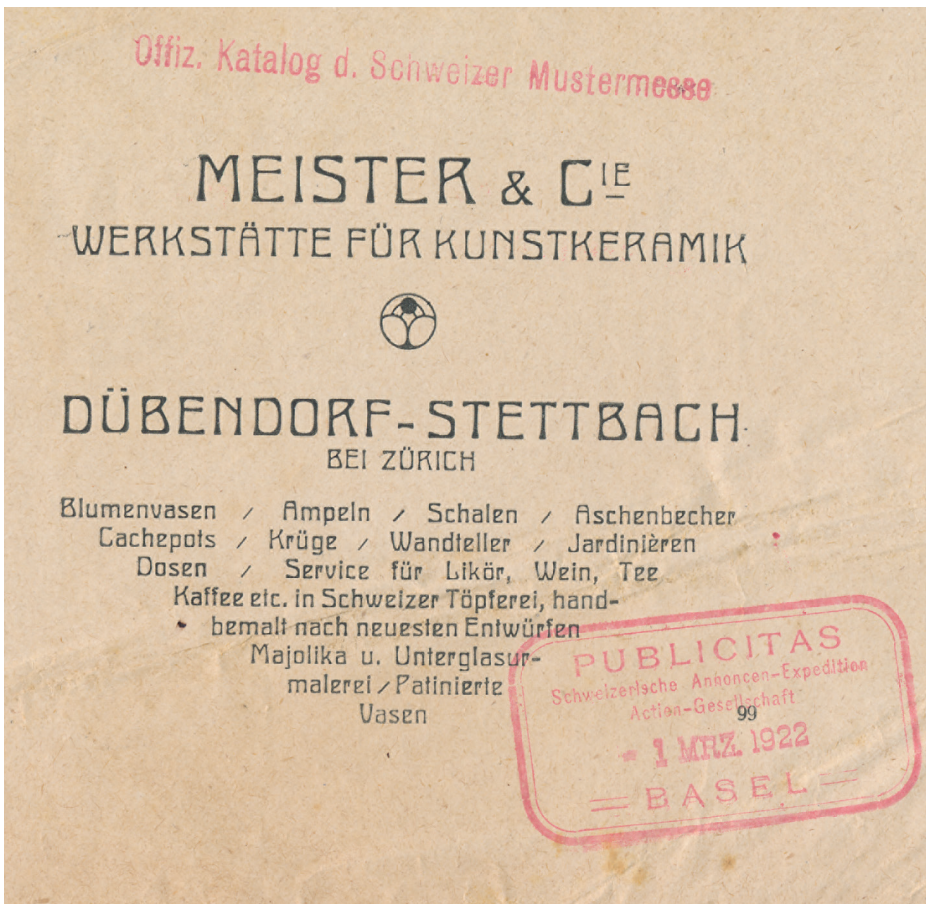 Offiz. Katalog d. Schweizer Mustermesse
MEISTER & CIE
WERKSTÄTTE FÜR KUNSTKERAMIK
DÜBENDORF-STETTBACH
BEI ZÜRICH
Blumenvasen / Ampeln / Schalen / Aschenbecher
Cachepots / Krüge / Wandteller / Jardinièren
Dosen / Service für Likör, Wein, Tee
Kaffee etc. in Schweizer Töpferei, hand-
bemalt nach neuesten Entwürfen
Majolika u. Unterglasur-
malerei / Patinierte
Vasen
PUBLICITAS
Schweizerische Annoncen-Expedition
Action-Gesellschaft
99
- 1 MRZ. 1922
= BASEL =